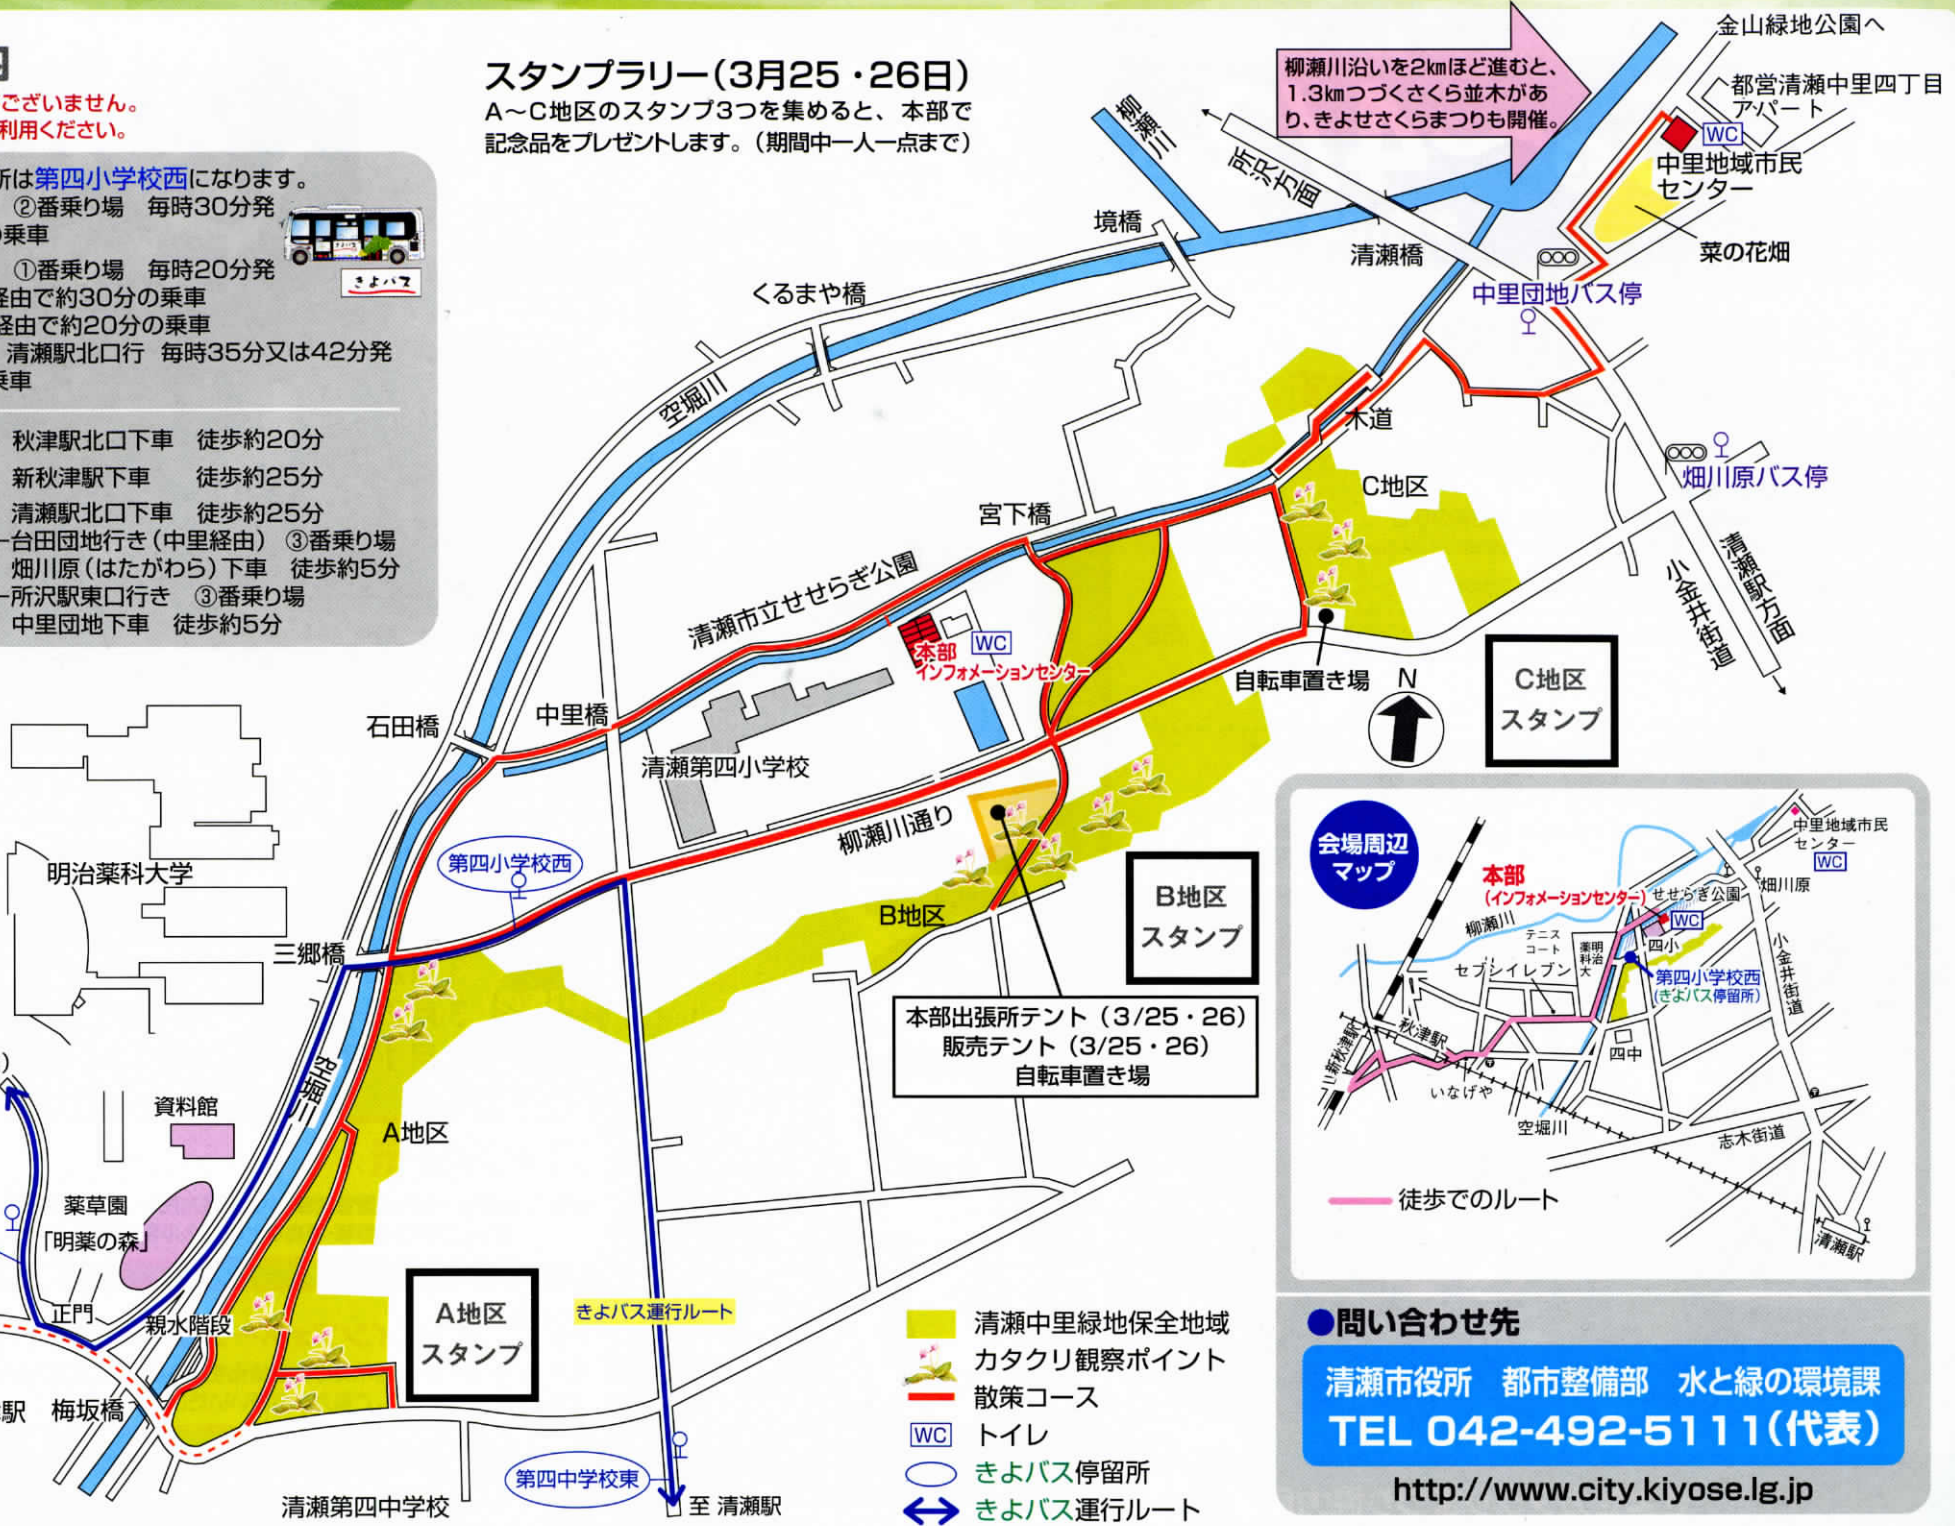 ございません。
利用ください。
所は第四小学校西になります。
②番乗り場 毎時30分発
の乗車
①番乗り場 毎時20分発
経由で約30分の乗車
経由で約20分の乗車
清瀬駅北口行 毎時35分又は42分発
乗車
きよバス
秋津駅北口下車 徒歩約20分
新秋津駅下車 徒歩約25分
清瀬駅北口下車 徒歩約25分
台田団地行き(中里経由) ③番乗り場
畑川原(はたがわら)下車 徒歩約5分
所沢駅東口行き ③番乗り場
中里団地下車 徒歩約5分
スタンプラリー(3月25・26日)
A〜C地区のスタンプ3つを集めると、本部で
記念品をプレゼントします。(期間中一人一点まで)
柳瀬川沿いを2kmほど進むと、
1.3kmつづくさくら並木があ
り、きよせさくらまつりも開催。
金山緑地公園へ
都営清瀬中里四丁目
アパート
WC
中里地域市民
センター
菜の花畑
柳瀬川
所沢方面
境橋
清瀬橋
中里団地バス停
くるまや橋
空堀川
木道
畑川原バス停
C地区
宮下橋
清瀬駅方面
小金井街道
清瀬市立せせらぎ公園
本部
インフォメーションセンター
WC
自転車置き場
N
C地区
スタンプ
石田橋
中里橋
清瀬第四小学校
柳瀬川通り
第四小学校西
明治薬科大学
三郷橋
B地区
B地区
スタンプ
本部出張所テント(3/25・26)
販売テント(3/25・26)
自転車置き場
空堀川
A地区
資料館
薬草園
「明薬の森」
正門
親水階段
A地区
スタンプ
きよバス運行ルート
駅
梅坂橋
第四中学校東
清瀬第四中学校
至 清瀬駅
清瀬中里緑地保全地域
カタクリ観察ポイント
散策コース
WC トイレ
きよバス停留所
きよバス運行ルート
会場周辺
マップ
中里地域市民
センター
WC
本部
(インフォメーションセンター)
せせらぎ公園
畑川原
柳瀬川
WC
テニス
コート
明治
薬科大
四小
小金井街道
セブンイレブン
第四小学校西
(きよバス停留所)
秋津駅
JR新秋津駅
四中
いなげや
空堀川
志木街道
徒歩でのルート
清瀬駅
●問い合わせ先
清瀬市役所 都市整備部 水と緑の環境課
TEL 042-492-5111(代表)
http://www.city.kiyose.lg.jp